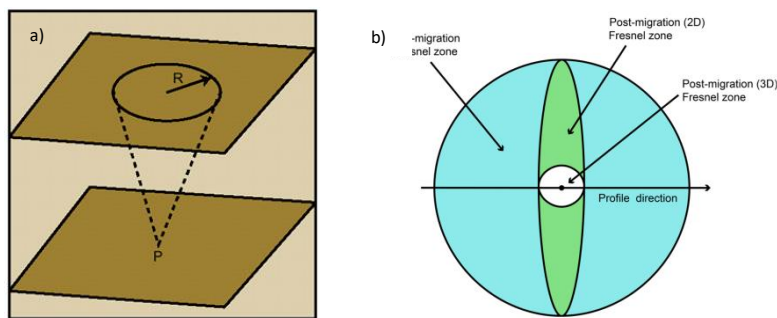 a)
R
P
b)
-migration
snel zone
Post-migration (2D)
Fresnel zone
Post-migration (3D)
Fresnel zone
Profile direction